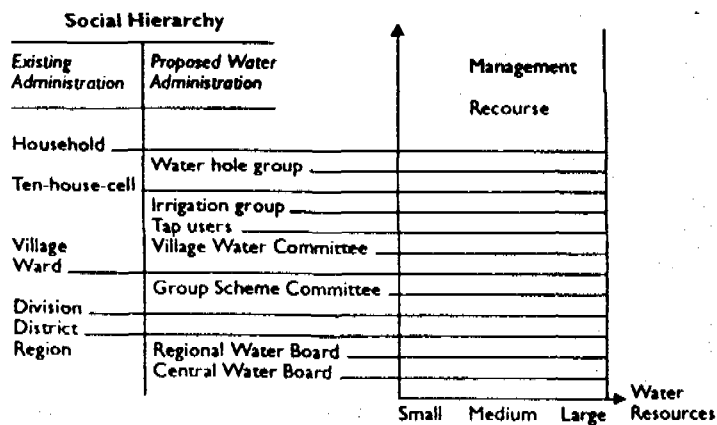 Social Hierarchy
Existing Administration
Proposed Water Administration
Management
Recourse
Household
Water hole group
Ten-house-cell
Irrigation group
Tap users
Village
Village Water Committee
Ward
Group Scheme Committee
Division
District
Region
Regional Water Board
Central Water Board
Small Medium Large
Water Resources